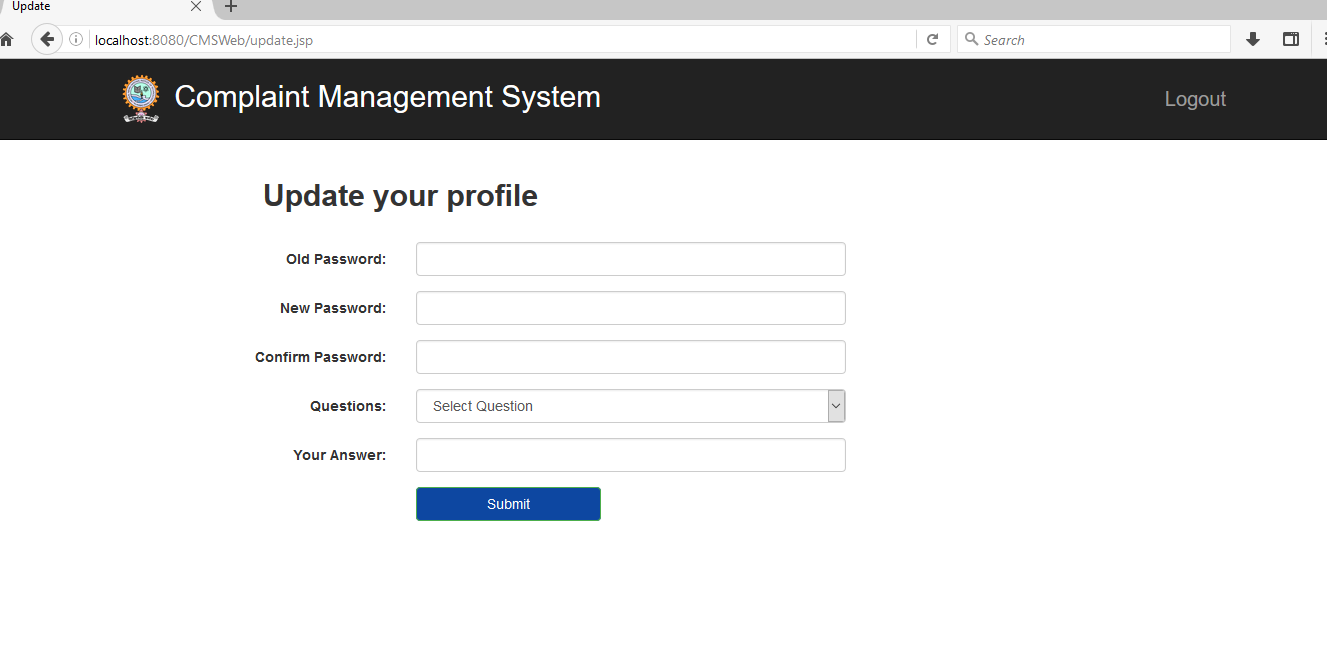 Update
localhost:8080/CMSWeb/update.jsp
Search
Complaint Management System
Logout
Update your profile
Old Password:
New Password:
Confirm Password:
Questions:
Select Question
Your Answer:
Submit